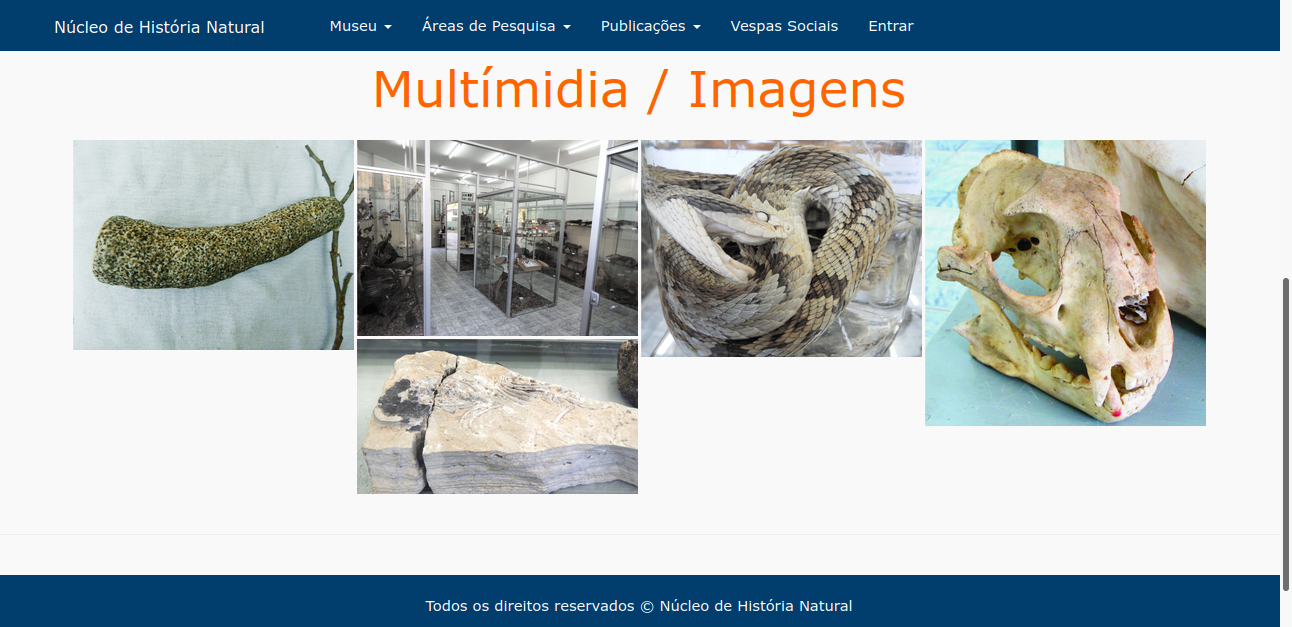 Núcleo de História Natural Museu Áreas de Pesquisa Publicações Vespas Sociais Entrar
Multímidia / Imagens
Todos os direitos reservados © Núcleo de História Natural